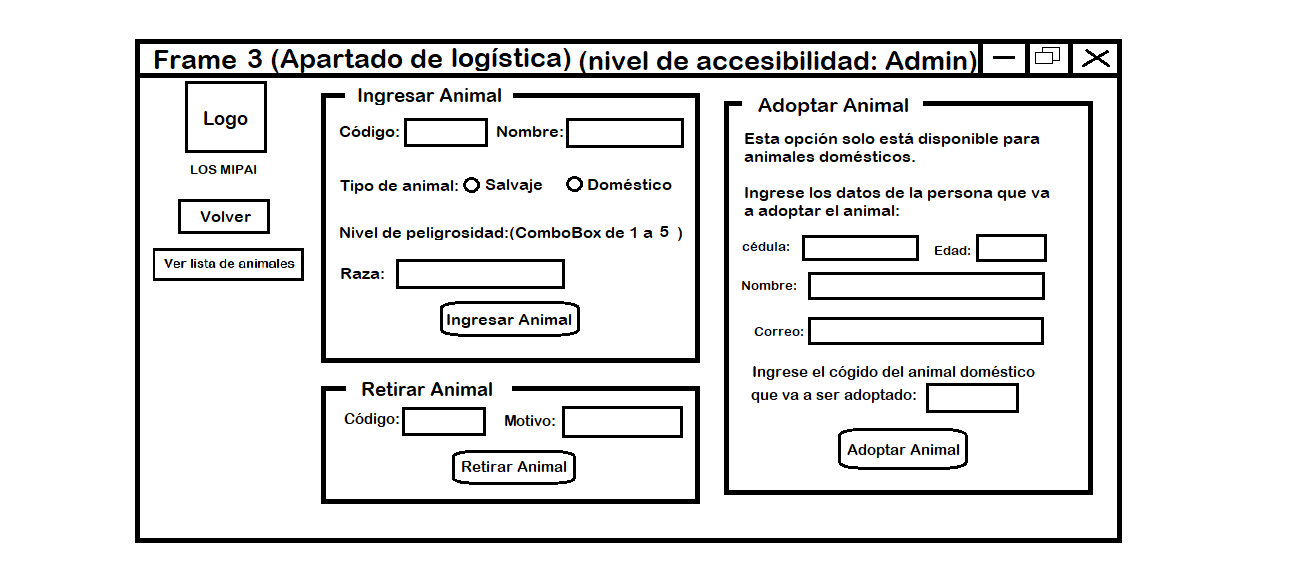 Frame 3 (Apartado de logística) (nivel de accesibilidad: Admin)
Logo
LOS MIPAI
Volver
Ver lista de animales
Ingresar Animal
Código: Nombre:
Tipo de animal: Salvaje Doméstico
Nivel de peligrosidad:(ComboBox de 1 a 5 )
Raza:
Ingresar Animal
Retirar Animal
Código: Motivo:
Retirar Animal
Adoptar Animal
Esta opción solo está disponible para
animales domésticos.
Ingrese los datos de la persona que va
a adoptar el animal:
cédula: Edad:
Nombre:
Correo:
Ingrese el cógido del animal doméstico
que va a ser adoptado:
Adoptar Animal